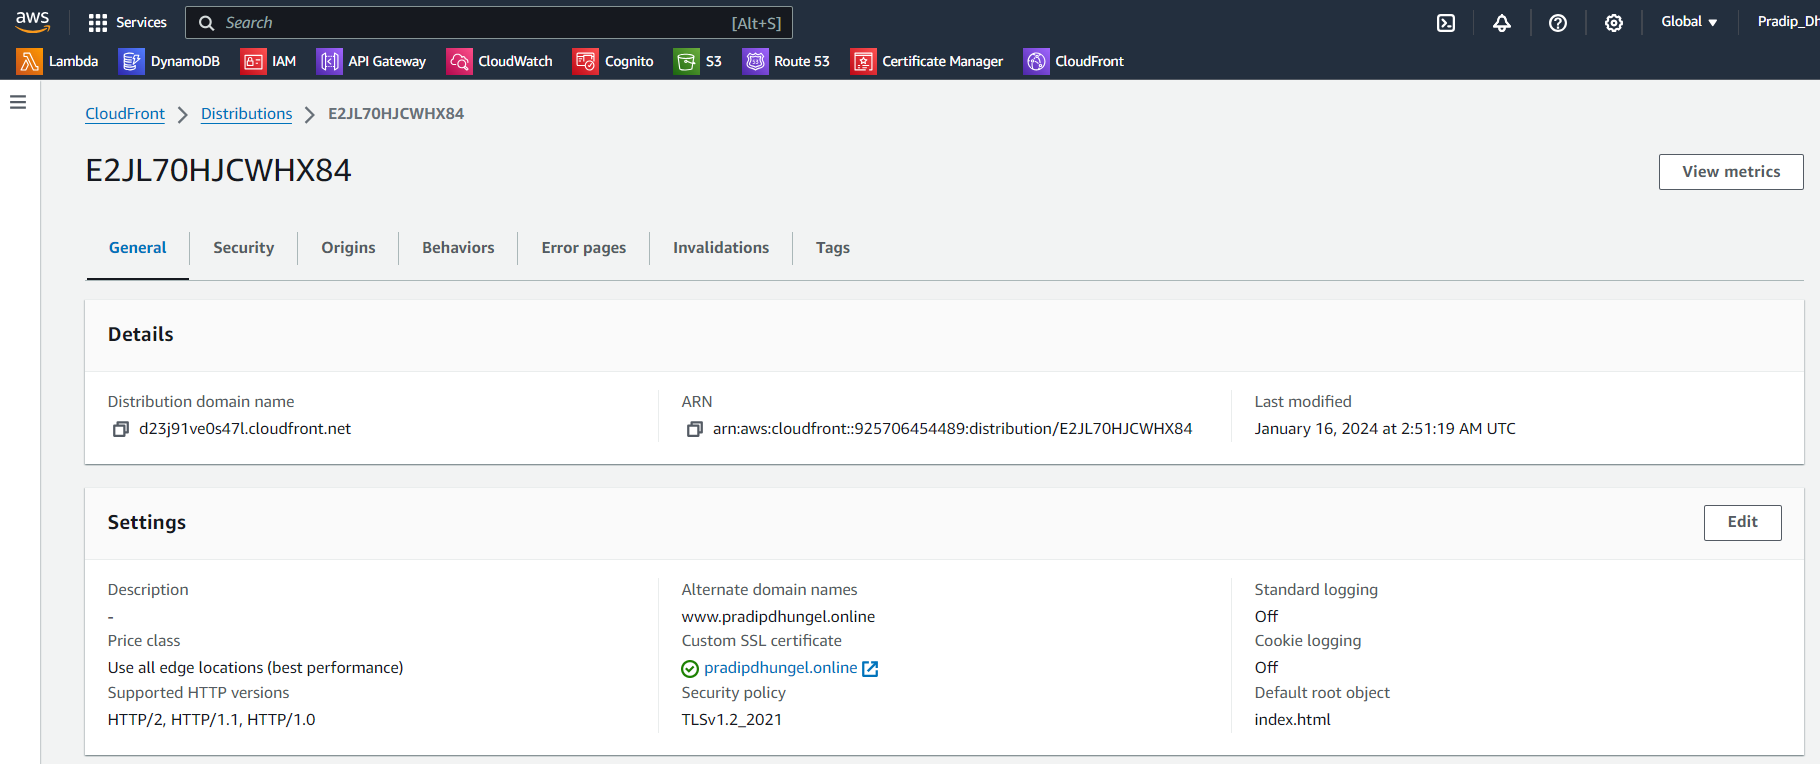 aws
Services
Search [Alt+S]
Global
Pradip_Dh
Lambda DynamoDB IAM API Gateway CloudWatch Cognito S3 Route 53 Certificate Manager CloudFront
CloudFront > Distributions > E2JL70HJCWHX84
E2JL70HJCWHX84
View metrics
General Security Origins Behaviors Error pages Invalidations Tags
Details
Distribution domain name
d23j91ve0s47l.cloudfront.net
ARN
arn:aws:cloudfront::925706454489:distribution/E2JL70HJCWHX84
Last modified
January 16, 2024 at 2:51:19 AM UTC
Settings
Edit
Description
-
Price class
Use all edge locations (best performance)
Supported HTTP versions
HTTP/2, HTTP/1.1, HTTP/1.0
Alternate domain names
www.pradipdhungel.online
Custom SSL certificate
pradipdhungel.online
Security policy
TLSv1.2_2021
Standard logging
Off
Cookie logging
Off
Default root object
index.html